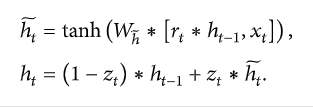 h̃_t = tanh (W_h̃ * [r_t * h_{t−1}, x_t]),
h_t = (1 − z_t) * h_{t−1} + z_t * h̃_t.